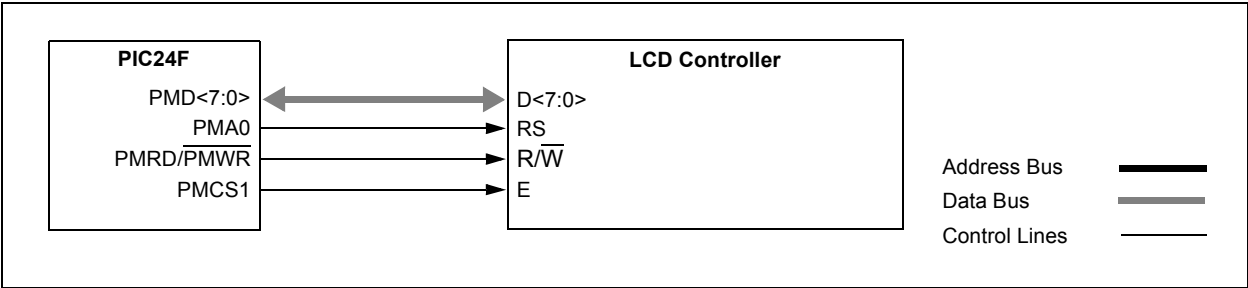 PIC24F
LCD Controller
PMD<7:0>
D<7:0>
PMA0
RS
PMRD/PMWR
R/W
PMCS1
E
Address Bus
Data Bus
Control Lines